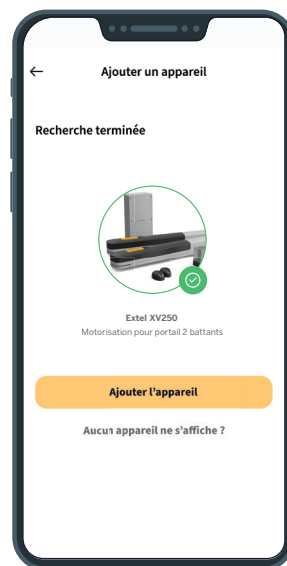 Ajouter un appareil
Recherche terminée
Extel XV250
Motorisation pour portail 2 battants
Ajouter l'appareil
Aucun appareil ne s'affiche ?